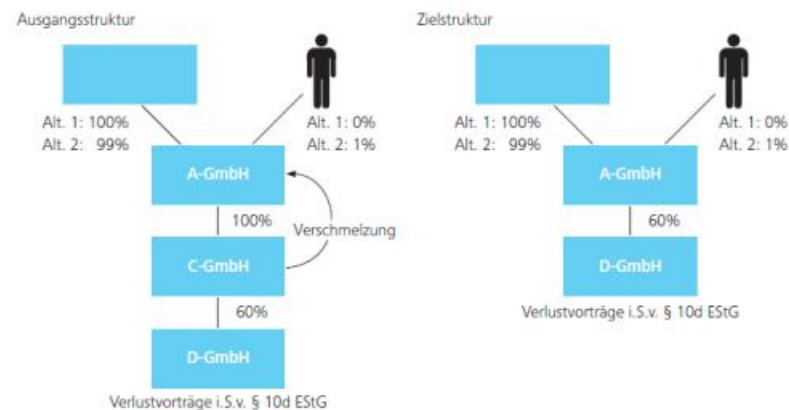 Ausgangsstruktur
Alt. 1: 100%
Alt. 2: 99%
Alt. 1: 0%
Alt. 2: 1%
A-GmbH
100%
Verschmelzung
C-GmbH
60%
D-GmbH
Verlustvorträge i.S.v. § 10d EStG
Zielstruktur
Alt. 1: 100%
Alt. 2: 99%
Alt. 1: 0%
Alt. 2: 1%
A-GmbH
60%
D-GmbH
Verlustvorträge i.S.v. § 10d EStG